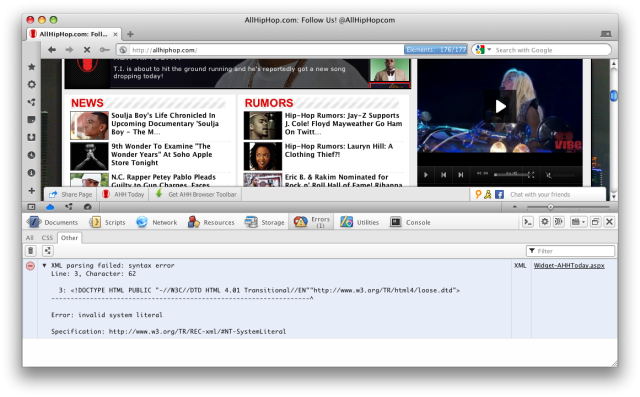 AllHipHop.com: Follow Us! @AllHipHopcom
AllHipHop.com: Foll...
http://allhiphop.com/
Elements: 176/177
Search with Google
T.I. is about to hit the ground running and he's reportedly got a new song
dropping today!
NEWS
Soulja Boy's Life Chronicled In
Upcoming Documentary 'Soulja
Boy - The M...
9th Wonder To Examine "The
Wonder Years" At Soho Apple
Store Tonight
N.C. Rapper Petey Pablo Pleads
Guilty to Gun Charges, Faces
RUMORS
Hip-Hop Rumors: Jay-Z Supports
J. Cole! Floyd Mayweather Go Ham
On Twitt...
Hip-Hop Rumors: Lauryn Hill: A
Clothing Thief?!
Eric B. & Rakim Nominated for
Rock n' Roll Hall of Fame! Rihanna
VIBE
Share Page
AHH Today
Get AHH Browser Toolbar
Chat with your friends
Documents
Scripts
Network
Resources
Storage
Errors
(1)
Utilities
Console
All
CSS
Other
Filter
XML parsing failed: syntax error
XML
Widget-AHHToday.aspx
Line: 3, Character: 62
3: <!DOCTYPE HTML PUBLIC "-//W3C//DTD HTML 4.01 Transitional//EN""http://www.w3.org/TR/html4/loose.dtd">
--------------------------------------------------------------------^
Error: invalid system literal
Specification: http://www.w3.org/TR/REC-xml/#NT-SystemLiteral